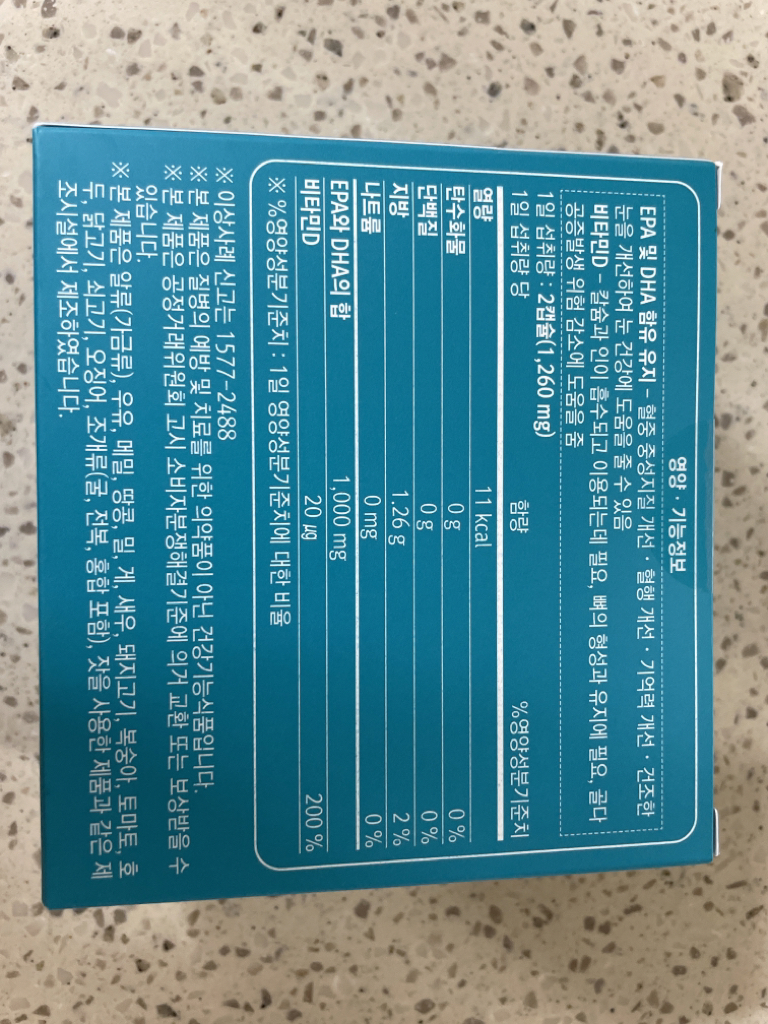 영양 · 기능정보
EPA 및 DHA 함유 유지 - 혈중 중성지질 개선 · 혈행 개선 · 기억력 개선 · 건조한
눈을 개선하여 눈 건강에 도움을 줄 수 있음
비타민D - 칼슘과 인이 흡수되고 이용되는데 필요, 뼈의 형성과 유지에 필요, 골다
공증발생 위험 감소에 도움을 줌
1일 섭취량 : 2캡슐(1,260 mg)
1일 섭취량 당 함량 %영양성분기준치
열량 11 kcal
탄수화물 0 g 0 %
단백질 0 g 0 %
지방 1.26 g 2 %
나트륨 0 mg 0 %
EPA와 DHA의 합 1,000 mg
비타민D 20 µg 200 %
※ %영양성분기준치 : 1일 영양성분기준치에 대한 비율
※ 이상사례 신고는 1577-2488
※ 본 제품은 질병의 예방 및 치료를 위한 의약품이 아닌 건강기능식품입니다.
※ 본 제품은 공정거래위원회 고시 소비자분쟁해결기준에 의거 교환 또는 보상받을 수
있습니다.
※ 본 제품은 알류(가금류), 우유, 메밀, 땅콩, 밀, 게, 새우, 돼지고기, 복숭아, 토마토, 호
두, 닭고기, 쇠고기, 오징어, 조개류(굴, 전복, 홍합 포함), 잣을 사용한 제품과 같은 제
조시설에서 제조하였습니다.